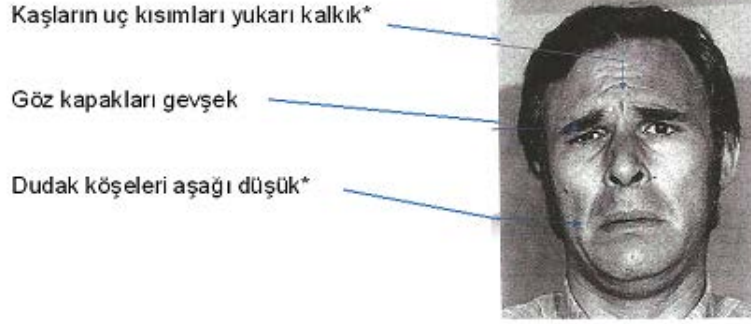 Kaşların uç kısımları yukarı kalkık*
Göz kapakları gevşek
Dudak köşeleri aşağı düşük*